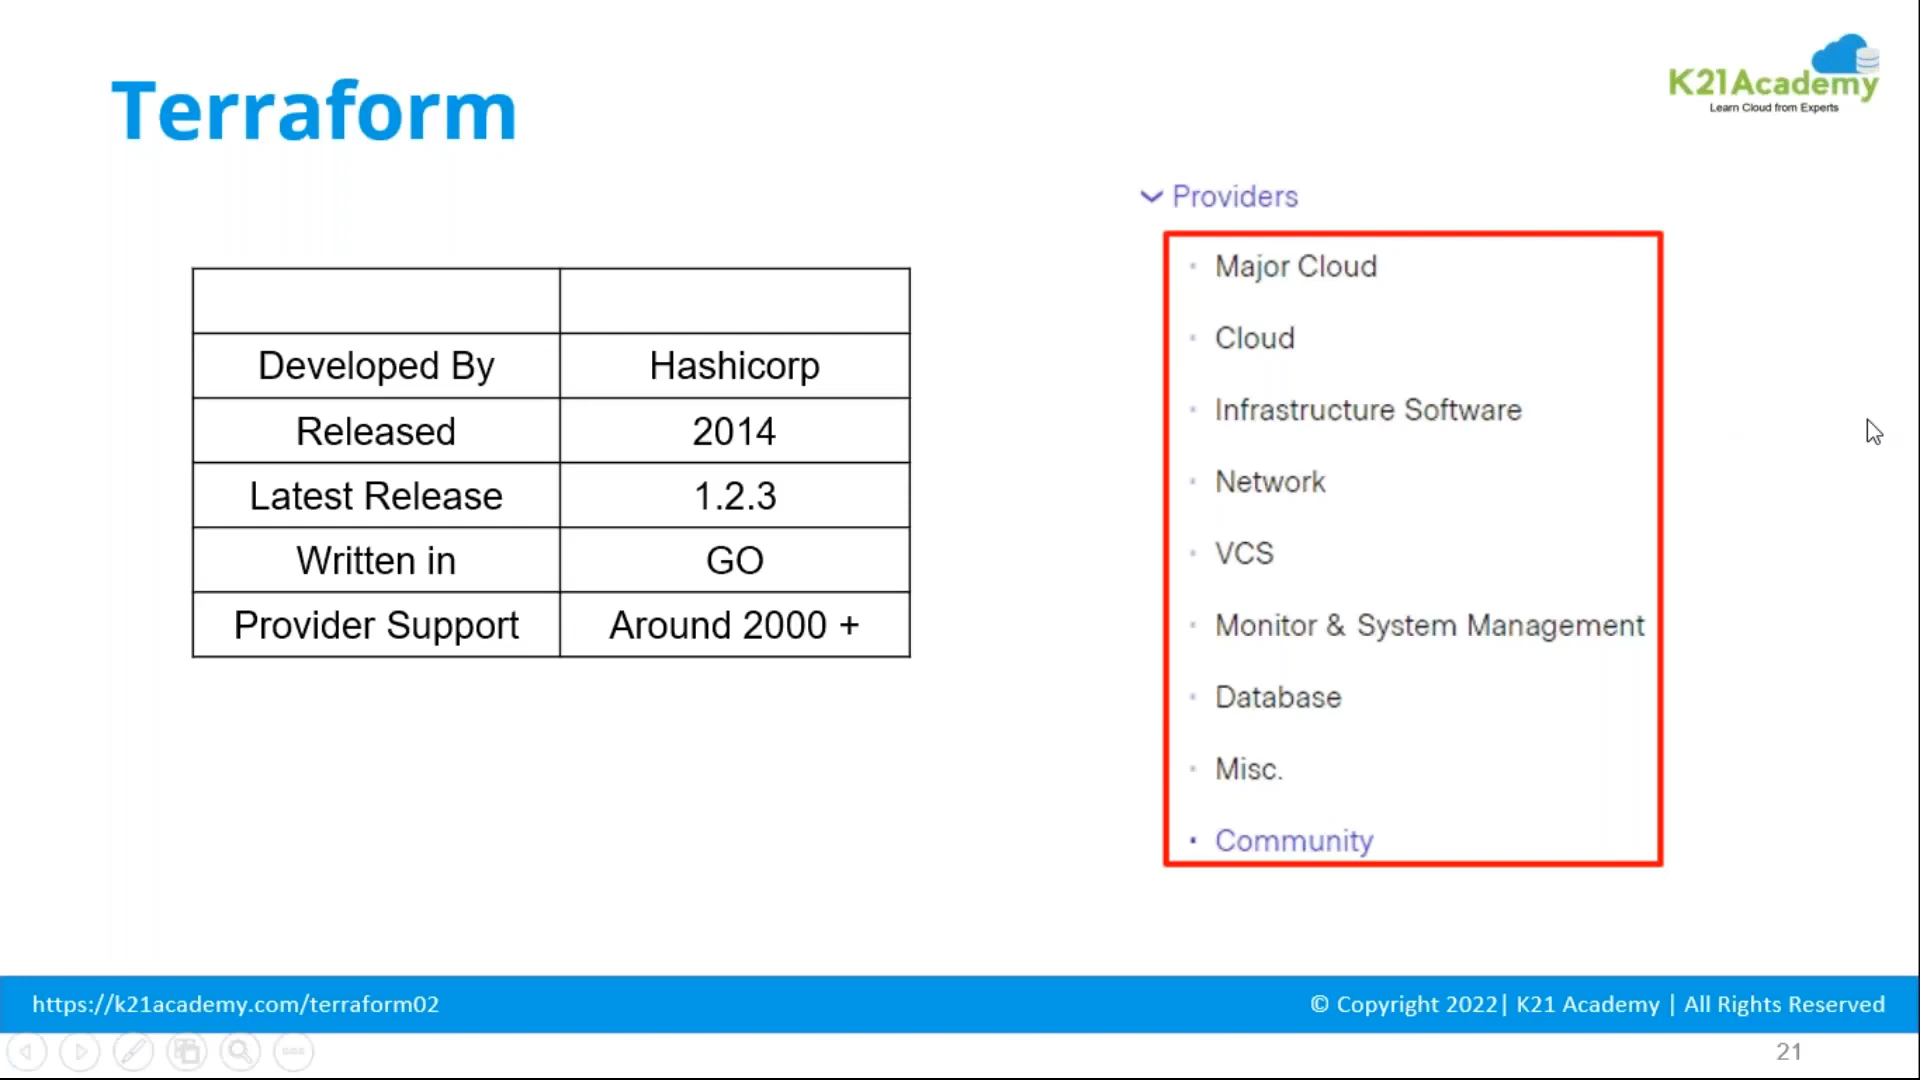 Terraform
K21Academy
Learn Cloud from Experts
Developed By Hashicorp
Released 2014
Latest Release 1.2.3
Written in GO
Provider Support Around 2000 +
Providers
Major Cloud
Cloud
Infrastructure Software
Network
VCS
Monitor & System Management
Database
Misc.
Community
https://k21academy.com/terraform02
© Copyright 2022| K21 Academy | All Rights Reserved
21